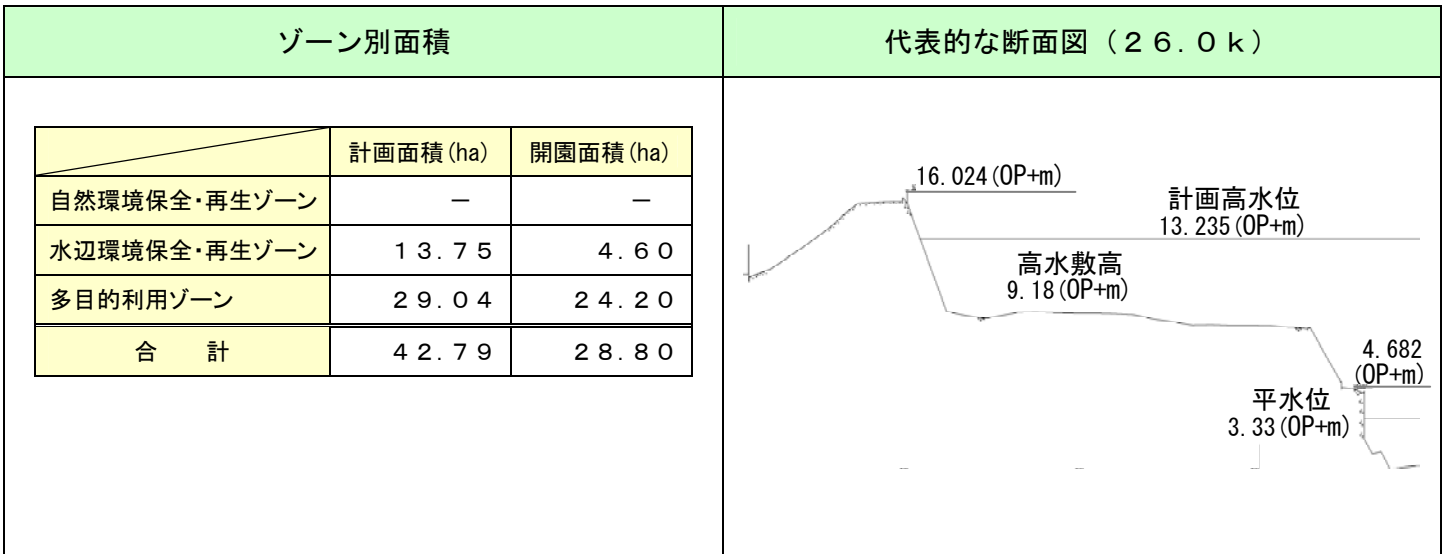 ゾーン別面積
代表的な断面図（２６.０ｋ）
計画面積(ha) 開園面積(ha)
自然環境保全・再生ゾーン － －
水辺環境保全・再生ゾーン １３.７５ ４.６０
多目的利用ゾーン ２９.０４ ２４.２０
合　計 ４２.７９ ２８.８０
16.024(OP+m)
計画高水位
13.235(OP+m)
高水敷高
9.18(OP+m)
4.682
(OP+m)
平水位
3.33(OP+m)